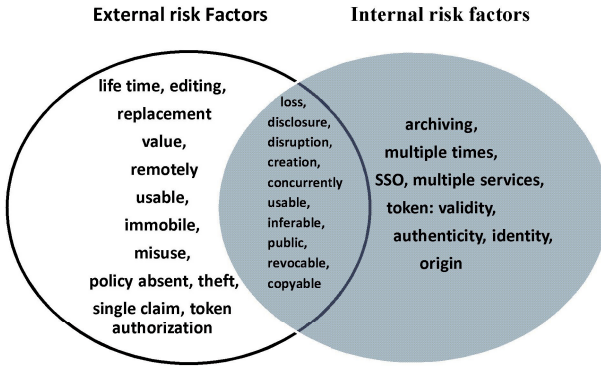 External risk Factors
Internal risk factors
life time, editing,
replacement
value,
remotely
usable,
immobile,
misuse,
policy absent, theft,
single claim, token
authorization
loss,
disclosure,
disruption,
creation,
concurrently
usable,
inferable,
public,
revocable,
copyable
archiving,
multiple times,
SSO, multiple services,
token: validity,
authenticity, identity,
origin